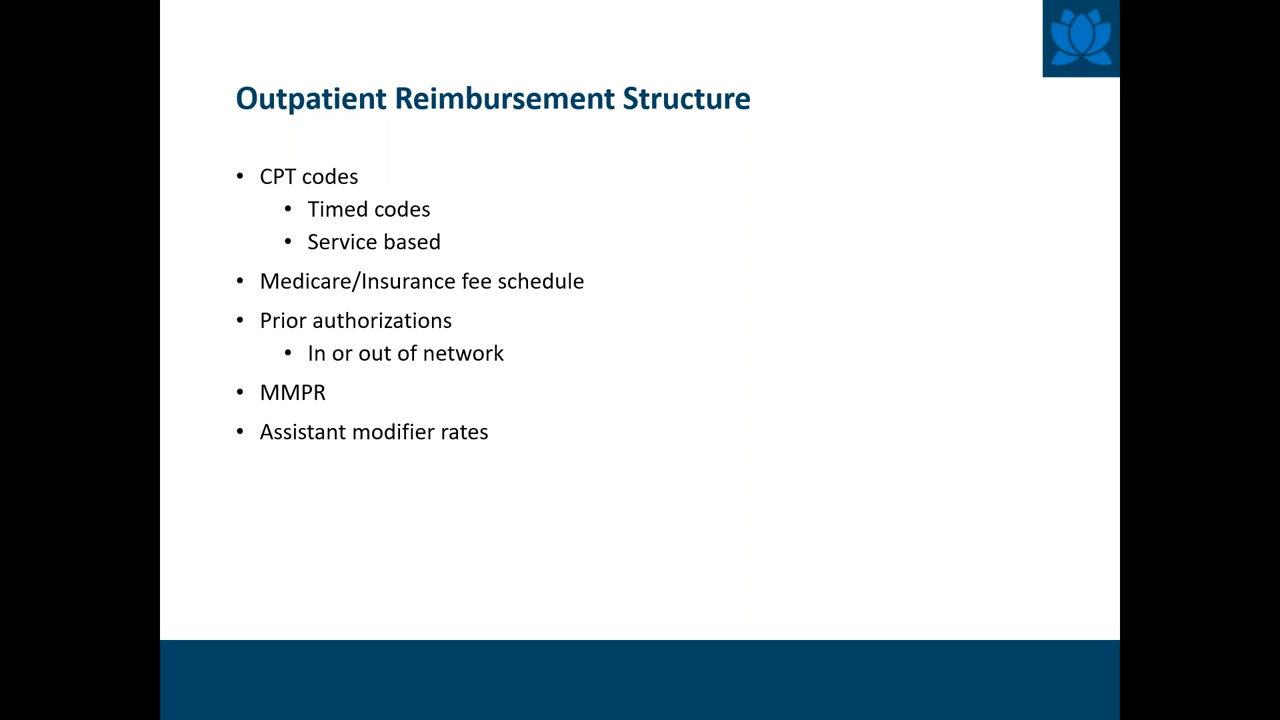 Outpatient Reimbursement Structure
• CPT codes
• Timed codes
• Service based
• Medicare/Insurance fee schedule
• Prior authorizations
• In or out of network
• MMPR
• Assistant modifier rates